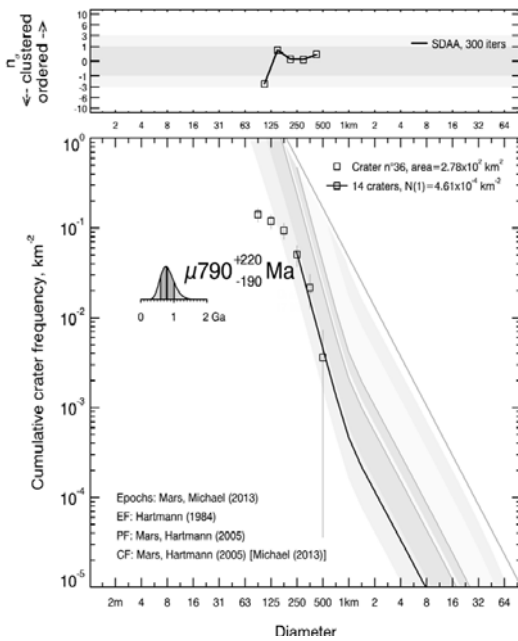 n_σ
<-- clustered
ordered -->
10
6
3
1
0
-1
-3
-6
-10
SDAA, 300 iters
2 4 8 16 31 63 125 250 500 1km 2 4 8 16 32 64
Cumulative crater frequency, km⁻²
10⁰
10⁻¹
10⁻²
10⁻³
10⁻⁴
10⁻⁵
Crater n°36, area=2.78x10² km²
14 craters, N(1)=4.61x10⁻⁴ km⁻²
μ790 +220 -190 Ma
0 1 2 Ga
Epochs: Mars, Michael (2013)
EF: Hartmann (1984)
PF: Mars, Hartmann (2005)
CF: Mars, Hartmann (2005) [Michael (2013)]
2m 4 8 16 31 63 125 250 500 1km 2 4 8 16 32 64
Diameter